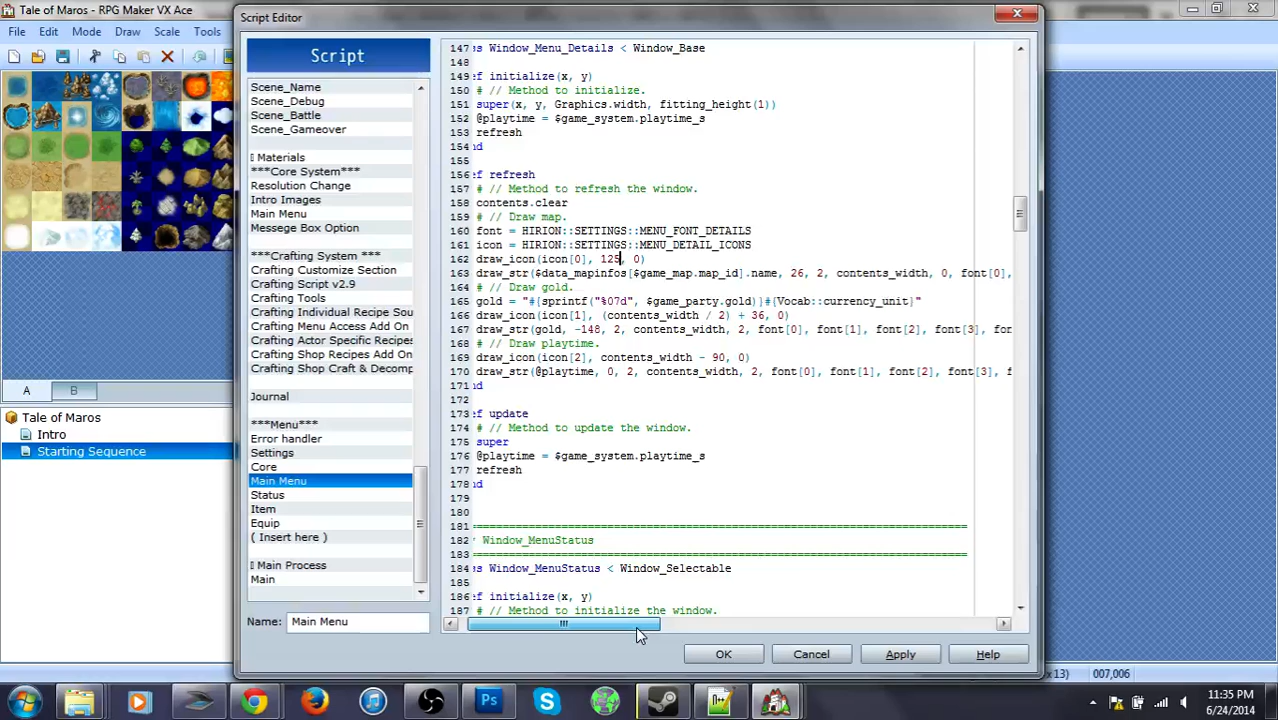 Tale of Maros - RPG Maker VX Ace
File Edit Mode Draw Scale Tools
A B
Tale of Maros
Intro
Starting Sequence
Script Editor
Script
Scene_Name
Scene_Debug
Scene_Battle
Scene_Gameover
Materials
***Core System***
Resolution Change
Intro Images
Main Menu
Messege Box Option
***Crafting System ***
Crafting Customize Section
Crafting Script v2.9
Crafting Tools
Crafting Individual Recipe Sou
Crafting Menu Access Add On
Crafting Actor Specific Recipes
Crafting Shop Recipes Add On
Crafting Shop Craft & Decomp
Journal
***Menu***
Error handler
Settings
Core
Main Menu
Status
Item
Equip
( Insert here )
Main Process
Main
Name: Main Menu
147 s Window_Menu_Details < Window_Base
148
149 f initialize(x, y)
150 # // Method to initialize.
151 super(x, y, Graphics.width, fitting_height(1))
152 @playtime = $game_system.playtime_s
153 refresh
154 nd
155
156 f refresh
157 # // Method to refresh the window.
158 contents.clear
159 # // Draw map.
160 font = HIRION::SETTINGS::MENU_FONT_DETAILS
161 icon = HIRION::SETTINGS::MENU_DETAIL_ICONS
162 draw_icon(icon[0], 125, 0)
163 draw_str($data_mapinfos[$game_map.map_id].name, 26, 2, contents_width, 0, font[0],
164 # // Draw gold.
165 gold = "#{sprintf("%07d", $game_party.gold)}#{Vocab::currency_unit}"
166 draw_icon(icon[1], (contents_width / 2) + 36, 0)
167 draw_str(gold, -148, 2, contents_width, 2, font[0], font[1], font[2], font[3], fo
168 # // Draw playtime.
169 draw_icon(icon[2], contents_width - 90, 0)
170 draw_str(@playtime, 0, 2, contents_width, 2, font[0], font[1], font[2], font[3], f
171 nd
172
173 f update
174 # // Method to update the window.
175 super
176 @playtime = $game_system.playtime_s
177 refresh
178 nd
179
180
181 ==================================================================
182 Window_MenuStatus
183 ==================================================================
184 s Window_MenuStatus < Window_Selectable
185
186 f initialize(x, y)
187 # // Method to initialize the window.
OK Cancel Apply Help
x 13) 007,006
11:35 PM
6/24/2014